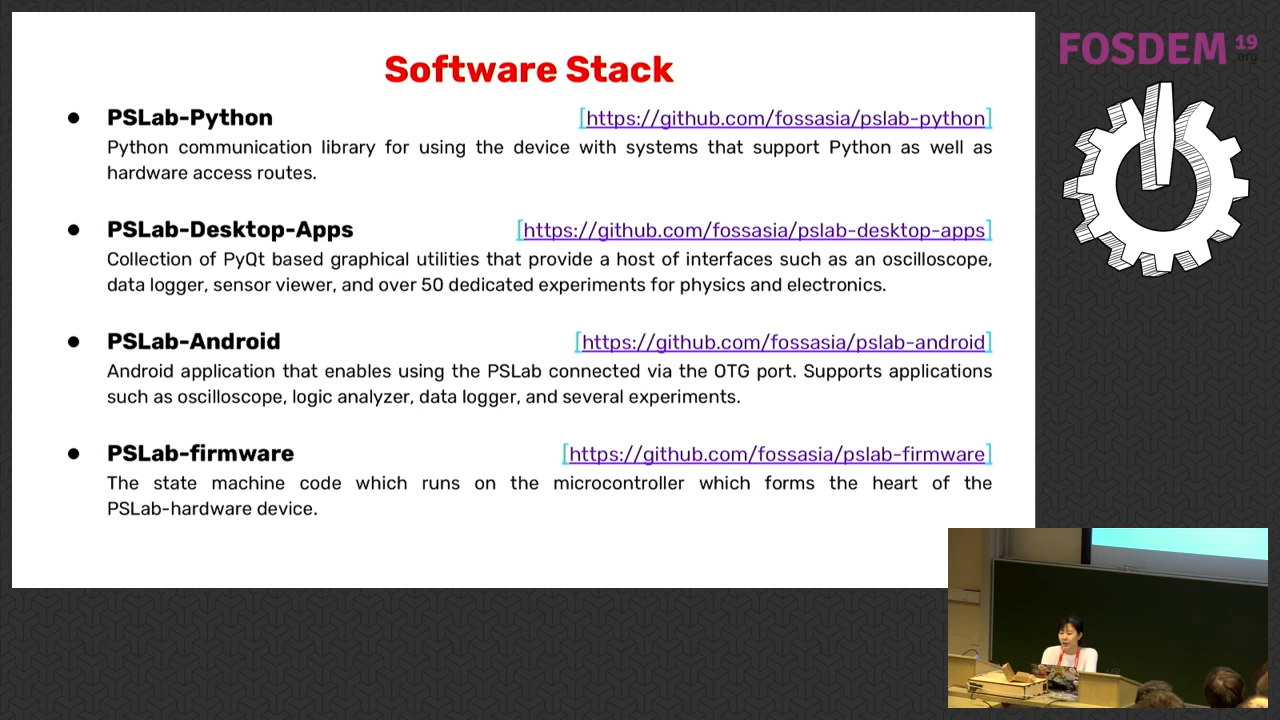 Software Stack
FOSDEM 19
.org
● PSLab-Python [https://github.com/fossasia/pslab-python]
Python communication library for using the device with systems that support Python as well as
hardware access routes.
● PSLab-Desktop-Apps [https://github.com/fossasia/pslab-desktop-apps]
Collection of PyQt based graphical utilities that provide a host of interfaces such as an oscilloscope,
data logger, sensor viewer, and over 50 dedicated experiments for physics and electronics.
● PSLab-Android [https://github.com/fossasia/pslab-android]
Android application that enables using the PSLab connected via the OTG port. Supports applications
such as oscilloscope, logic analyzer, data logger, and several experiments.
● PSLab-firmware [https://github.com/fossasia/pslab-firmware]
The state machine code which runs on the microcontroller which forms the heart of the
PSLab-hardware device.